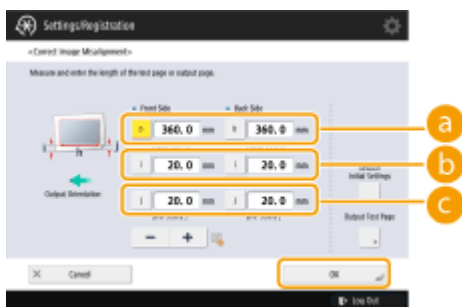 Settings/Registration
<Correct Image Misalignment>
Measure and enter the length of the test page or output page.
Front Side
Back Side
h 360.0 mm h 360.0 mm
a
i 20.0 mm i 20.0 mm
b
j 20.0 mm j 20.0 mm
c
i h j
Output Orientation
Initial Settings
Output Test Page
- +
× Cancel
OK
Log Out